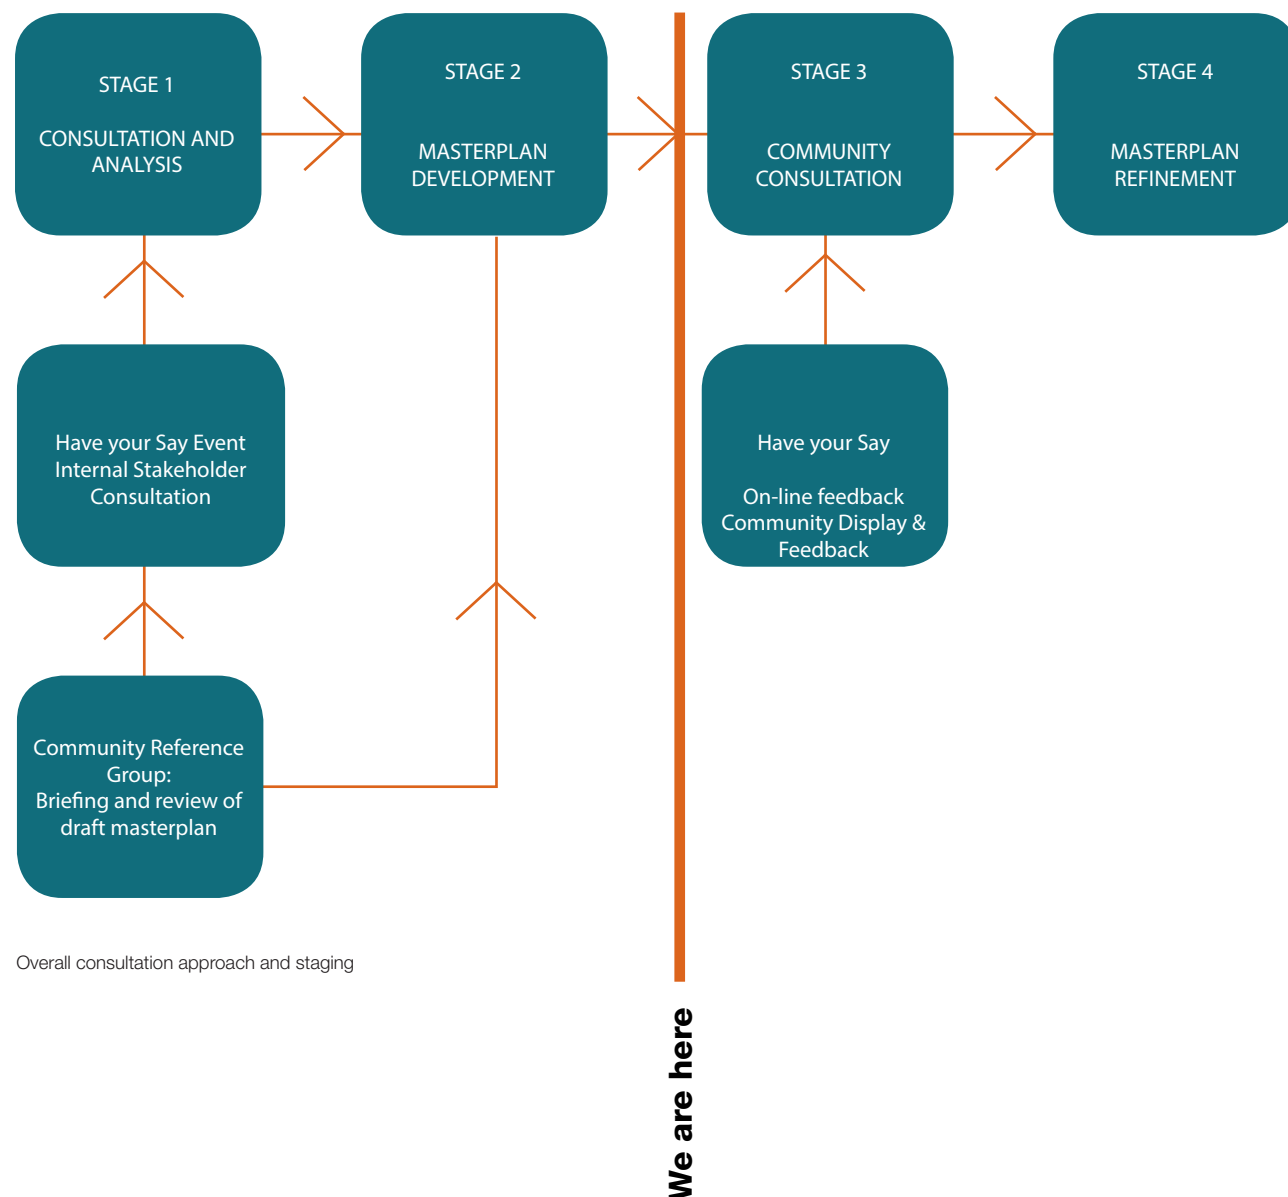 STAGE 1
CONSULTATION AND
ANALYSIS
STAGE 2
MASTERPLAN
DEVELOPMENT
STAGE 3
COMMUNITY
CONSULTATION
STAGE 4
MASTERPLAN
REFINEMENT
Have your Say Event
Internal Stakeholder
Consultation
Have your Say
On-line feedback
Community Display &
Feedback
Community Reference
Group:
Briefing and review of
draft masterplan
Overall consultation approach and staging
We are here